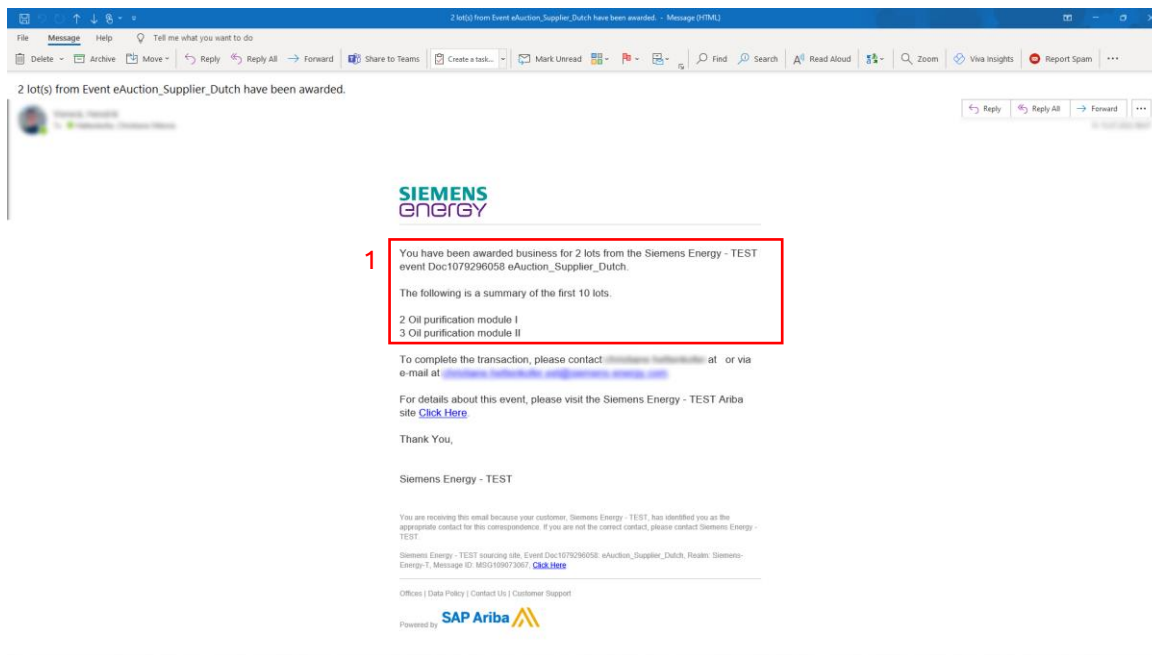 2 lot(s) from Event eAuction_Supplier_Dutch have been awarded. - Message (HTML)
File Message Help Tell me what you want to do
Delete Archive Move Reply Reply All Forward Share to Teams Create a task... Mark Unread Find Search Read Aloud Zoom Viva Insights Report Spam
2 lot(s) from Event eAuction_Supplier_Dutch have been awarded.
Reply Reply All Forward
SIEMENS
energy
1
You have been awarded business for 2 lots from the Siemens Energy - TEST
event Doc1079296058 eAuction_Supplier_Dutch.
The following is a summary of the first 10 lots.
2 Oil purification module I
3 Oil purification module II
To complete the transaction, please contact at or via
e-mail at
For details about this event, please visit the Siemens Energy - TEST Ariba
site Click Here.
Thank You,
Siemens Energy - TEST
You are receiving this email because your customer, Siemens Energy - TEST, has identified you as the
appropriate contact for this correspondence. If you are not the correct contact, please contact Siemens Energy -
TEST.
Siemens Energy - TEST sourcing site, Event Doc1079296058: eAuction_Supplier_Dutch, Realm: Siemens-
Energy-T, Message ID: MSG109073067, Click Here
Offices | Data Policy | Contact Us | Customer Support
Powered by SAP Ariba